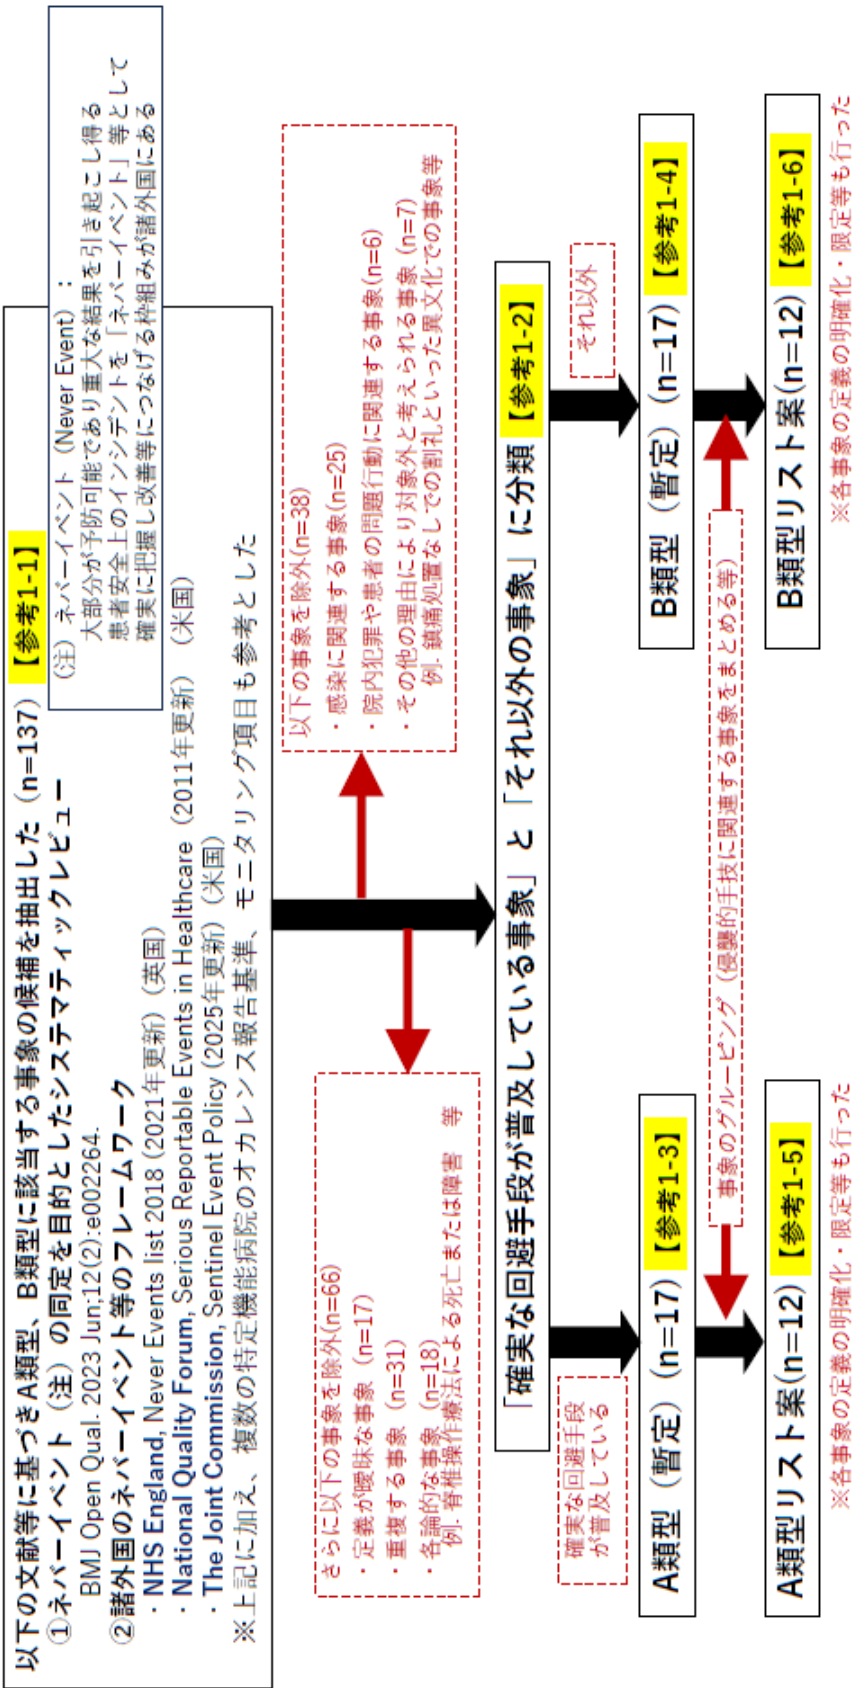 以下の文献等に基づきA類型、B類型に該当する事象の候補を抽出した（n=137）【参考1-1】
①ネバーイベント（注）の同定を目的としたシステマティックレビュー
BMJ Open Qual. 2023 Jun;12(2):e002264.
②諸外国のネバーイベント等のフレームワーク
・NHS England, Never Events list 2018 (2021年更新)（英国）
・National Quality Forum, Serious Reportable Events in Healthcare（2011年更新）（米国）
・The Joint Commission, Sentinel Event Policy (2025年更新)（米国）
※上記に加え、複数の特定機能病院のオカレンス報告基準、モニタリング項目も参考とした
（注）ネバーイベント（Never Event）：
大部分が予防可能であり重大な結果を引き起こし得る
患者安全上のインシデントを「ネバーイベント」等として
確実に把握し改善等につなげる枠組みが諸外国にある
以下の事象を除外(n=38)
・感染に関連する事象(n=25)
・院内犯罪や患者の問題行動に関連する事象(n=6)
・その他の理由により対象外と考えられる事象 (n=7)
例- 鎮痛処置なしでの割礼といった異文化での事象等
さらに以下の事象を除外(n=66)
・定義が曖昧な事象（n=17）
・重複する事象（n=31）
・各論的な事象（n=18）
例- 脊椎操作療法による死亡または障害　等
「確実な回避手段が普及している事象」と「それ以外の事象」に分類【参考1-2】
確実な回避手段
が普及している
それ以外
A類型（暫定）(n=17)【参考1-3】
B類型（暫定）(n=17)【参考1-4】
事象のグルーピング（侵襲的手技に関連する事象をまとめる等）
A類型リスト案(n=12)【参考1-5】
B類型リスト案(n=12)【参考1-6】
※各事象の定義の明確化・限定等も行った
※各事象の定義の明確化・限定等も行った